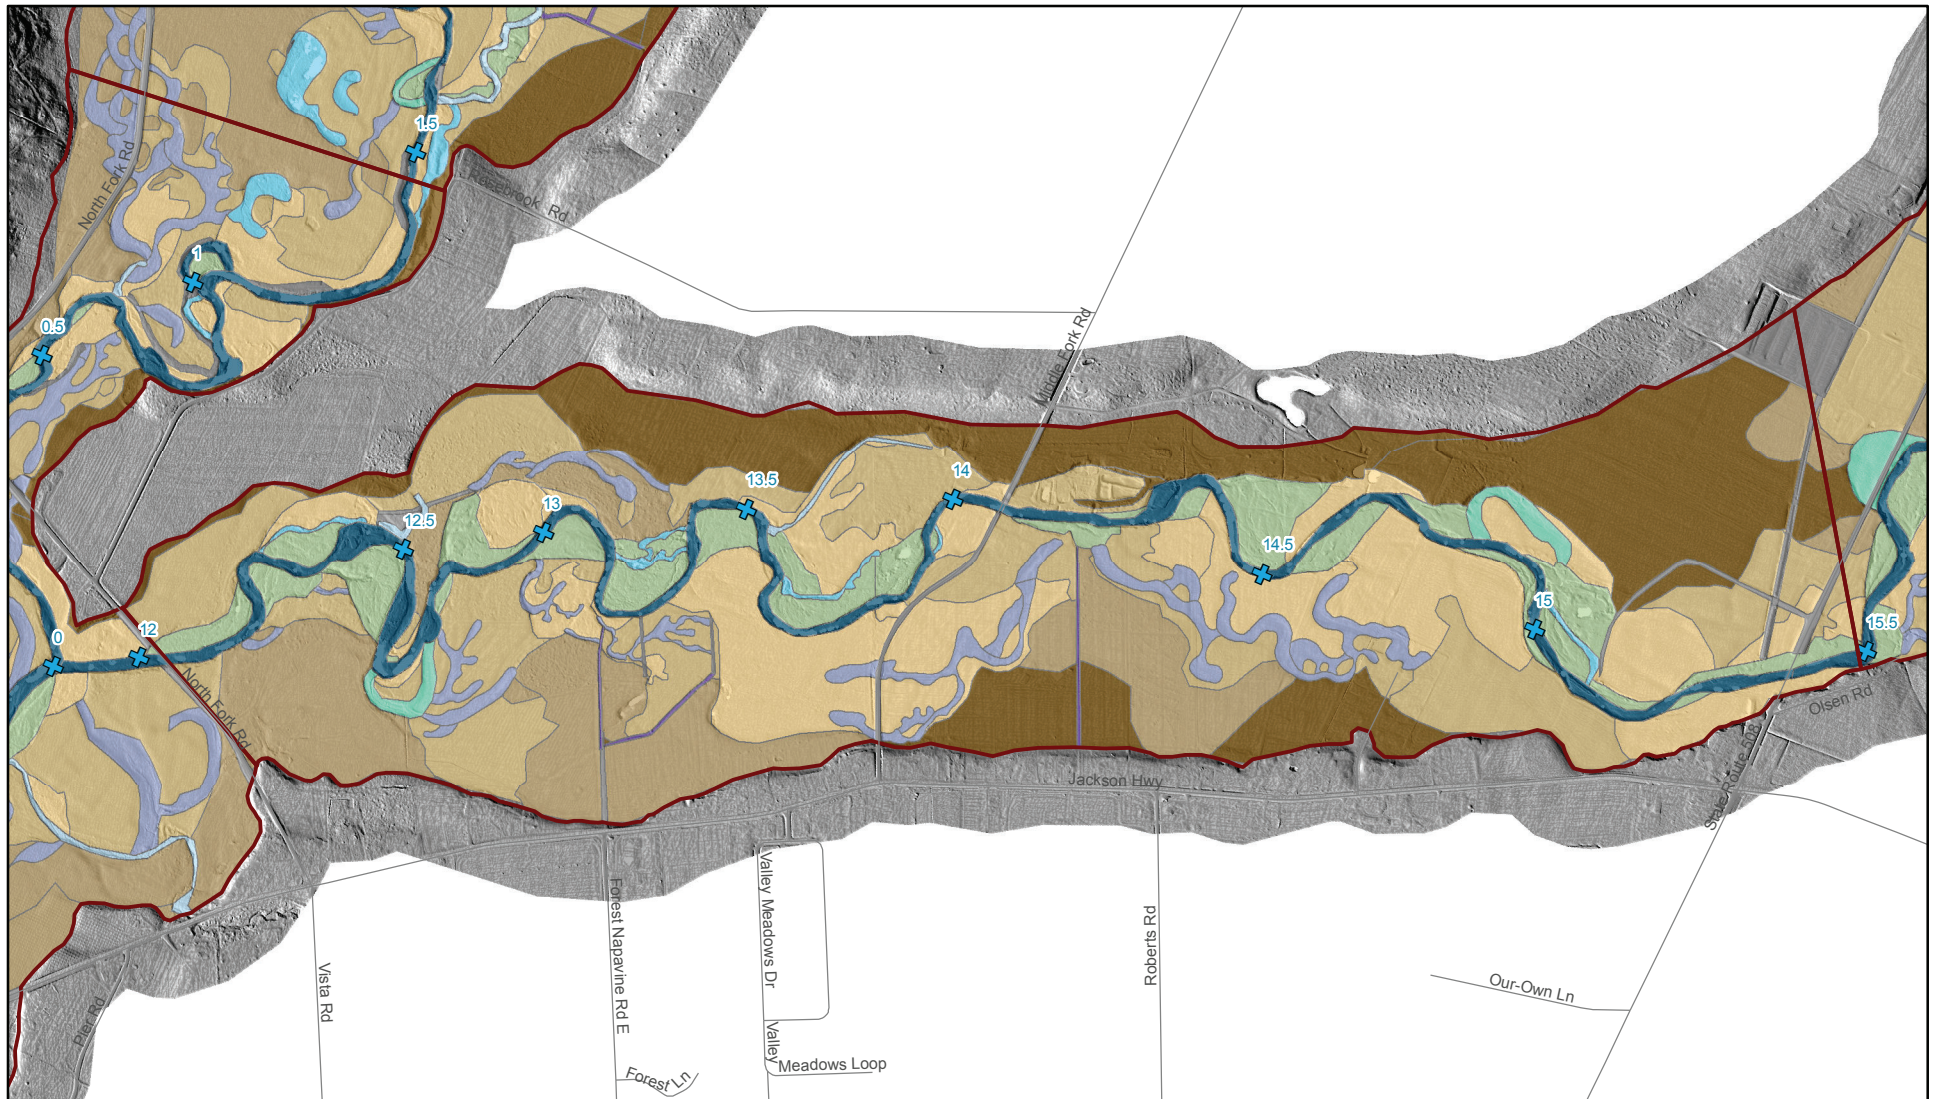 1.5
North Fork Rd
Rosebrook Rd
1
0.5
Middle Fork Rd
13.5
14
13
12.5
14.5
15
12
0
15.5
North Fork Rd
Olsen Rd
State Route 508
Jackson Hwy
Valley Meadows Dr
Forest Napavine Rd E
Roberts Rd
Vista Rd
Pier Rd
Our-Own Ln
Valley
Meadows Loop
Forest Ln